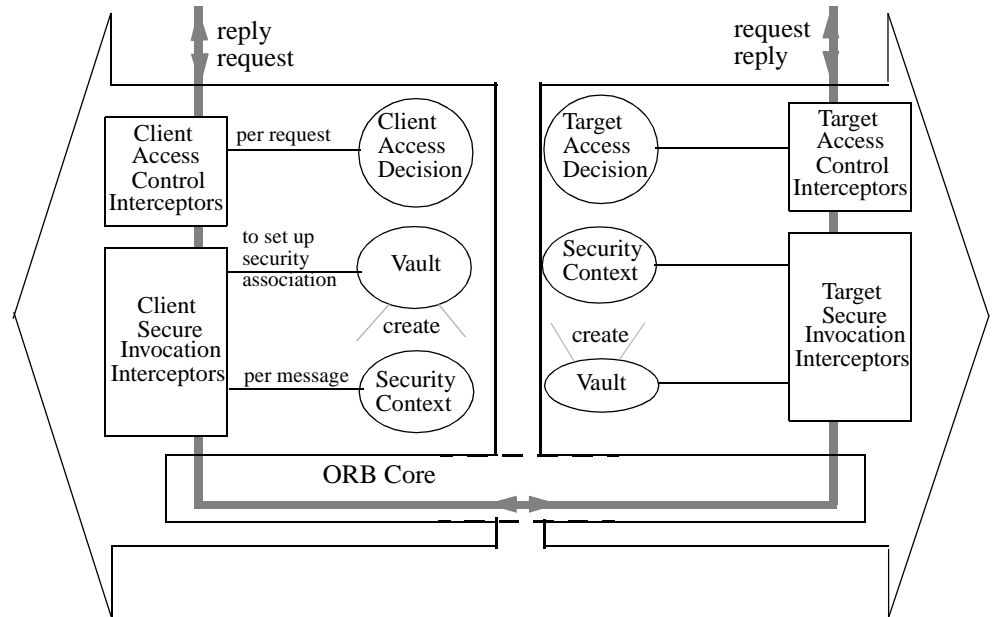 reply
request
request
reply
Client
Access
Control
Interceptors
per request
Client
Access
Decision
Target
Access
Decision
Target
Access
Control
Interceptors
to set up
security
association
Vault
create
Security
Context
create
Vault
Client
Secure
Invocation
Interceptors
per message
Security
Context
Target
Secure
Invocation
Interceptors
ORB Core